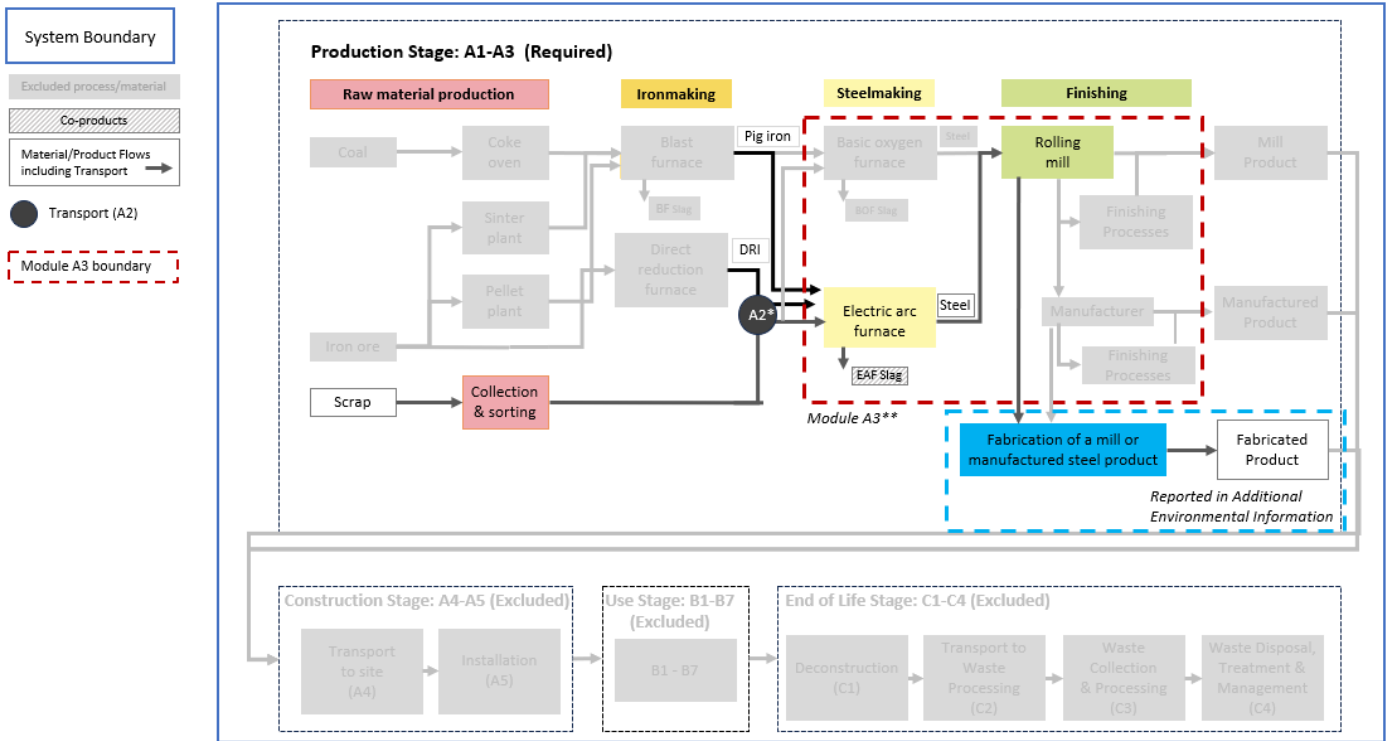 System Boundary
Excluded process/material
Co-products
Material/Product Flows
including Transport
Transport (A2)
Module A3 boundary
Production Stage: A1-A3 (Required)
Raw material production
Ironmaking
Steelmaking
Finishing
Coal
Coke
oven
Blast
furnace
Pig iron
Basic oxygen
furnace
Steel
Rolling
mill
Mill
Product
BF Slag
BOF Slag
Sinter
plant
Finishing
Processes
Direct
reduction
furnace
DRI
Pellet
plant
A2*
Electric arc
furnace
Steel
Manufacturer
Manufactured
Product
Iron ore
EAF Slag
Finishing
Processes
Scrap
Collection
& sorting
Module A3**
Fabrication of a mill or
manufactured steel product
Fabricated
Product
Reported in Additional
Environmental Information
Construction Stage: A4-A5 (Excluded)
Transport
to site
(A4)
Installation
(A5)
Use Stage: B1-B7
(Excluded)
B1 - B7
End of Life Stage: C1-C4 (Excluded)
Deconstruction
(C1)
Transport to
Waste
Processing
(C2)
Waste
Collection
& Processing
(C3)
Waste Disposal,
Treatment &
Management
(C4)